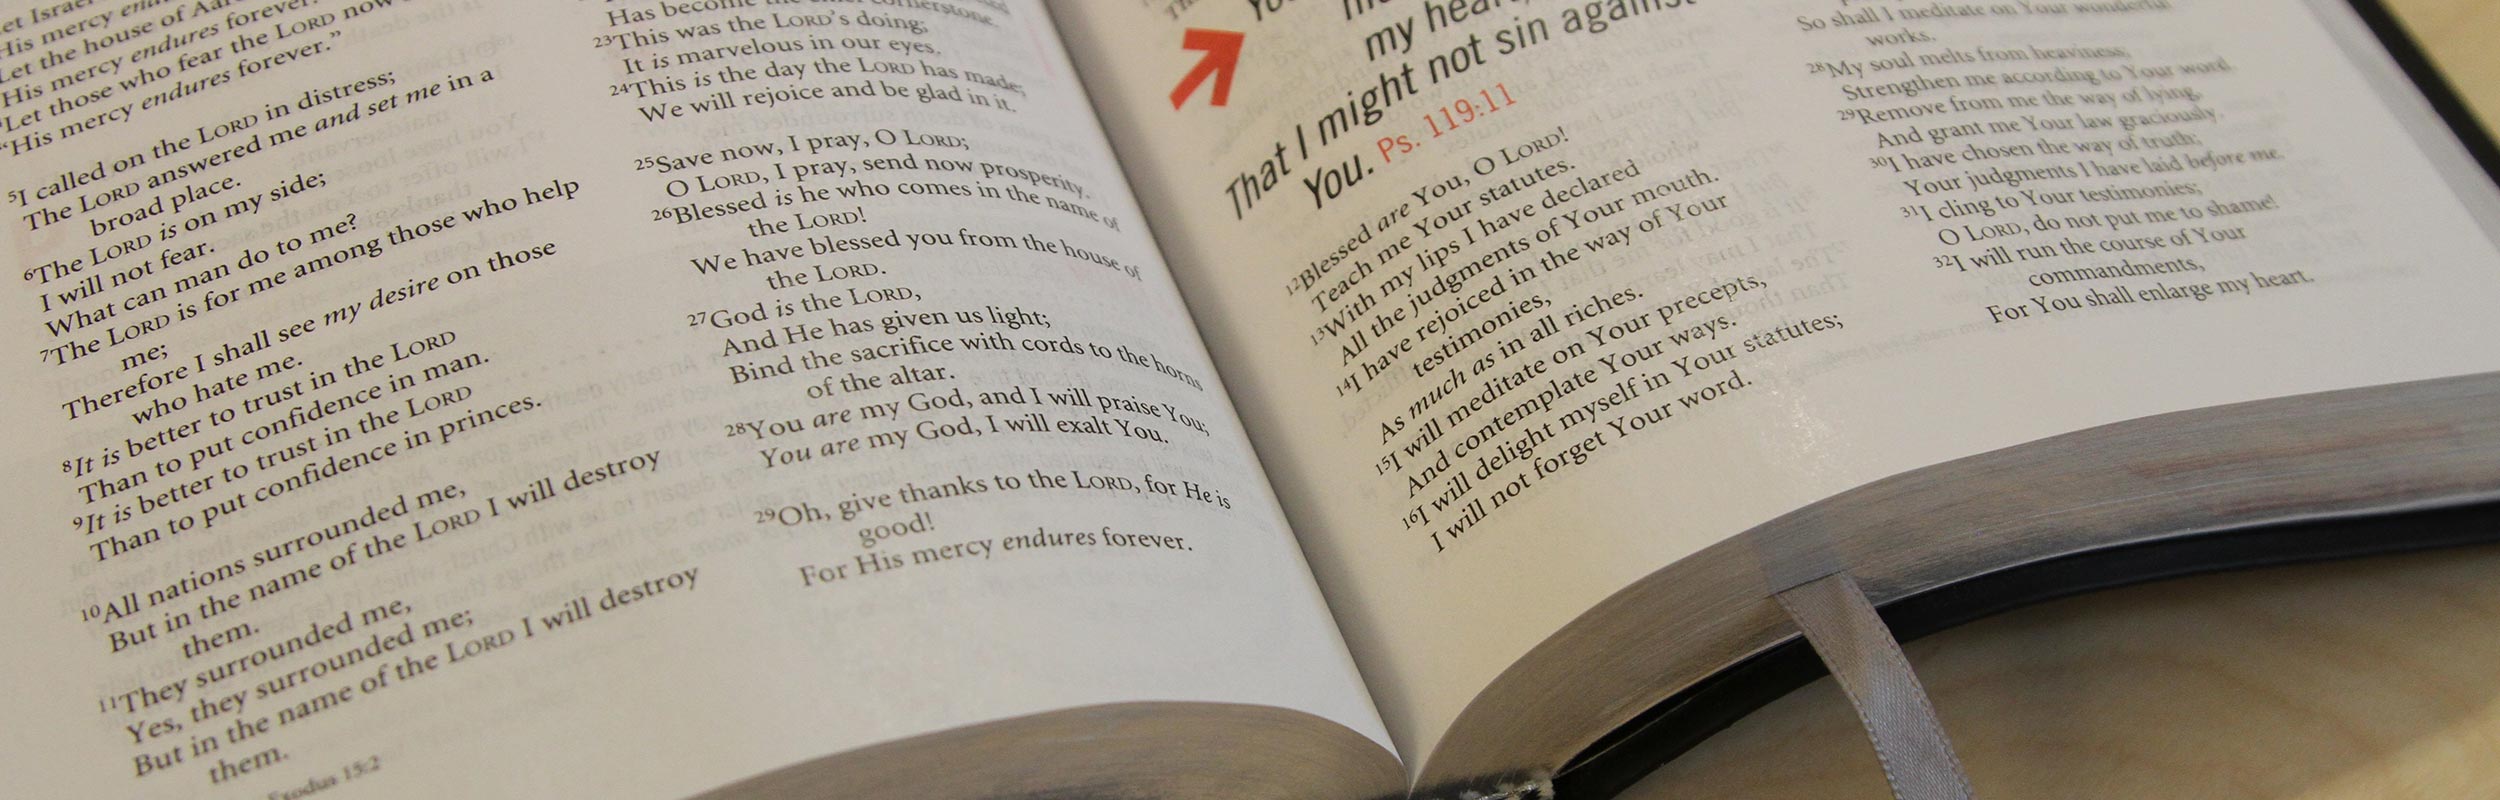 et Israel
His mercy endures forever.
Let the house of Aar
His mercy endures forever."
Let those who fear the LORD now
"His mercy endures forever."
5I called on the LORD in distress;
The LORD answered me and set me in a
broad place.
6The LORD is on my side;
I will not fear.
What can man do to me?
7The LORD is for me among those who help
me;
Therefore I shall see my desire on those
who hate me.
8It is better to trust in the LORD
Than to put confidence in man.
9It is better to trust in the LORD
Than to put confidence in princes.
10All nations surrounded me,
But in the name of the LORD I will destroy
them.
11They surrounded me,
Yes, they surrounded me;
But in the name of the LORD I will destroy
them.
Exodus 15:2
Has become the chief cornerstone.
23This was the LORD's doing;
It is marvelous in our eyes.
24This is the day the LORD has made;
We will rejoice and be glad in it.
25Save now, I pray, O LORD;
O LORD, I pray, send now prosperity.
26Blessed is he who comes in the name of
the LORD!
We have blessed you from the house of
the LORD.
27God is the LORD,
And He has given us light;
Bind the sacrifice with cords to the horns
of the altar.
28You are my God, and I will praise You;
You are my God, I will exalt You.
29Oh, give thanks to the LORD, for He is
good!
For His mercy endures forever.
my heart,
That I might not sin against
You. Ps. 119:11
12Blessed are You, O LORD!
Teach me Your statutes.
13With my lips I have declared
All the judgments of Your mouth.
14I have rejoiced in the way of Your
testimonies,
As much as in all riches.
15I will meditate on Your precepts,
And contemplate Your ways.
16I will delight myself in Your statutes;
I will not forget Your word.
So shall I meditate on Your wonderful
works.
28My soul melts from heaviness;
Strengthen me according to Your word.
29Remove from me the way of lying,
And grant me Your law graciously.
30I have chosen the way of truth;
Your judgments I have laid before me.
31I cling to Your testimonies;
O LORD, do not put me to shame!
32I will run the course of Your
commandments,
For You shall enlarge my heart.